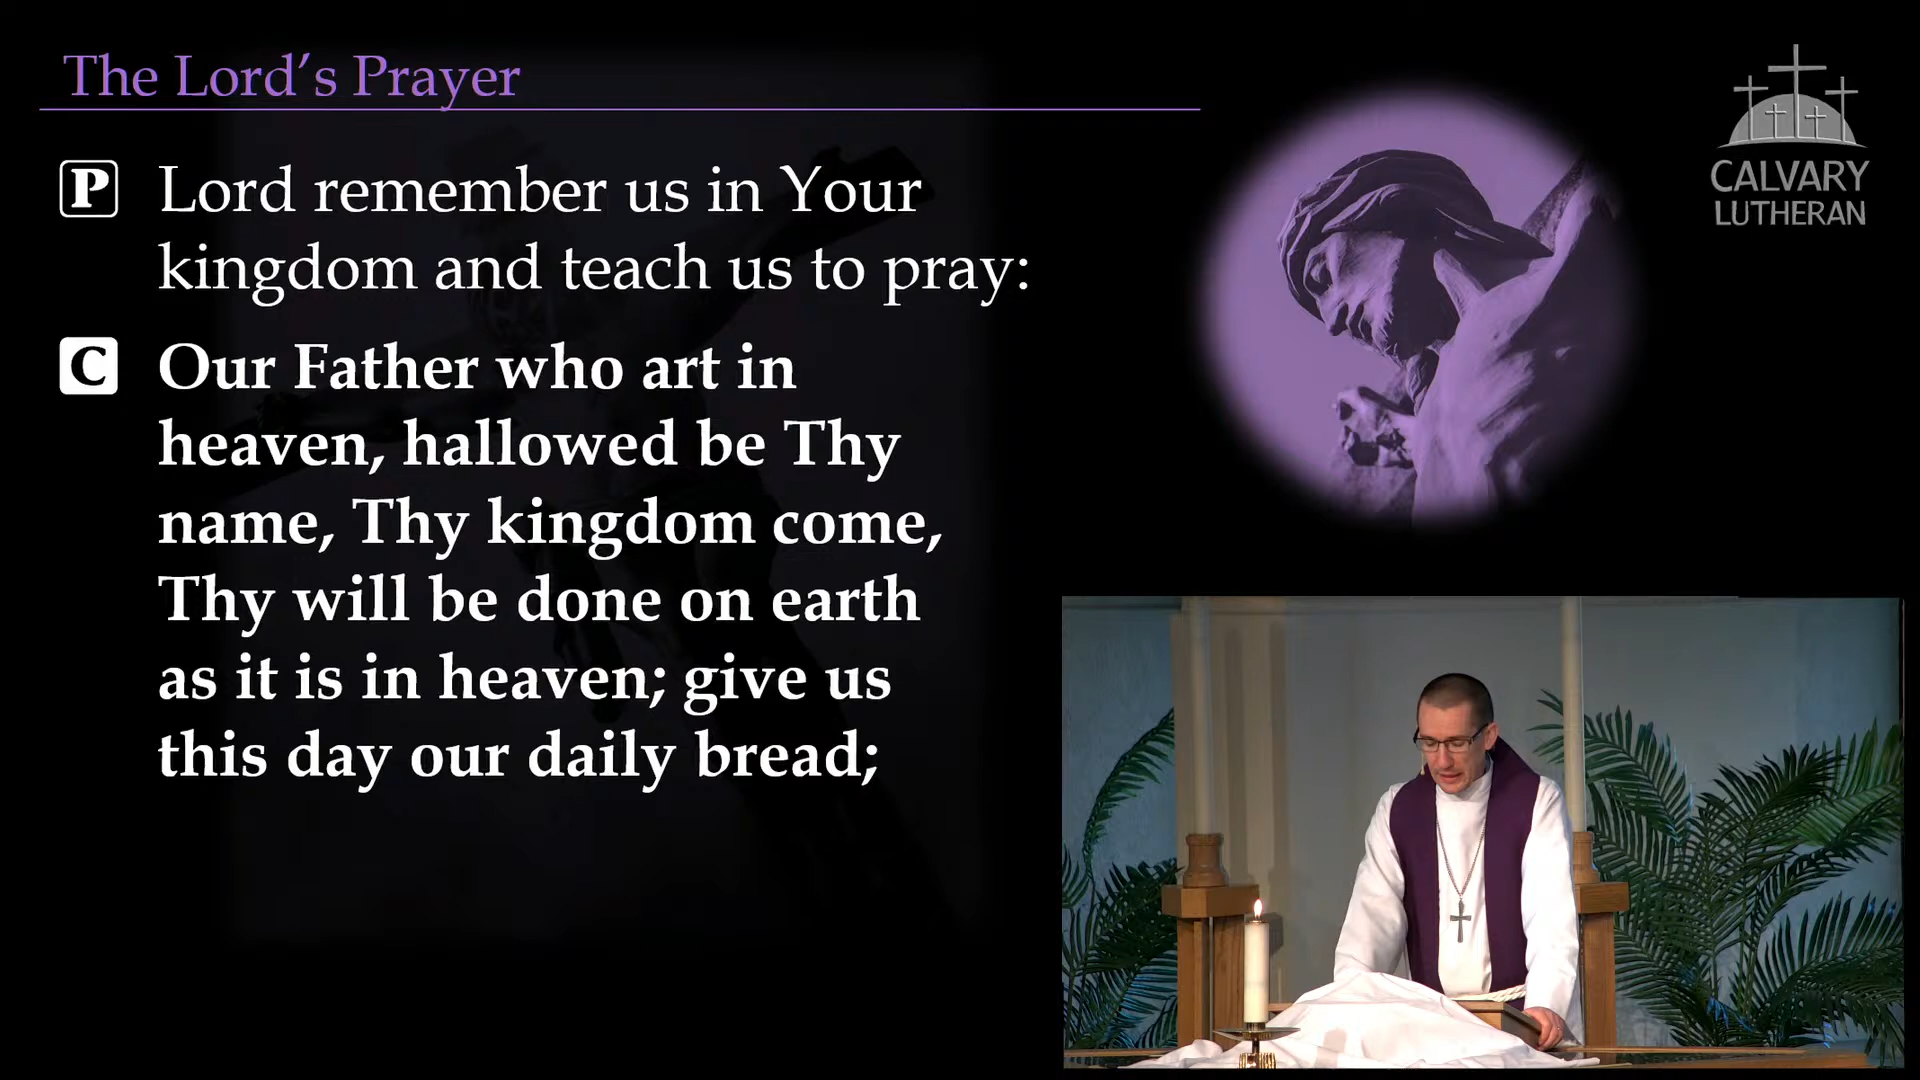 The Lord’s Prayer
P Lord remember us in Your
kingdom and teach us to pray:
C Our Father who art in
heaven, hallowed be Thy
name, Thy kingdom come,
Thy will be done on earth
as it is in heaven; give us
this day our daily bread;
CALVARY
LUTHERAN